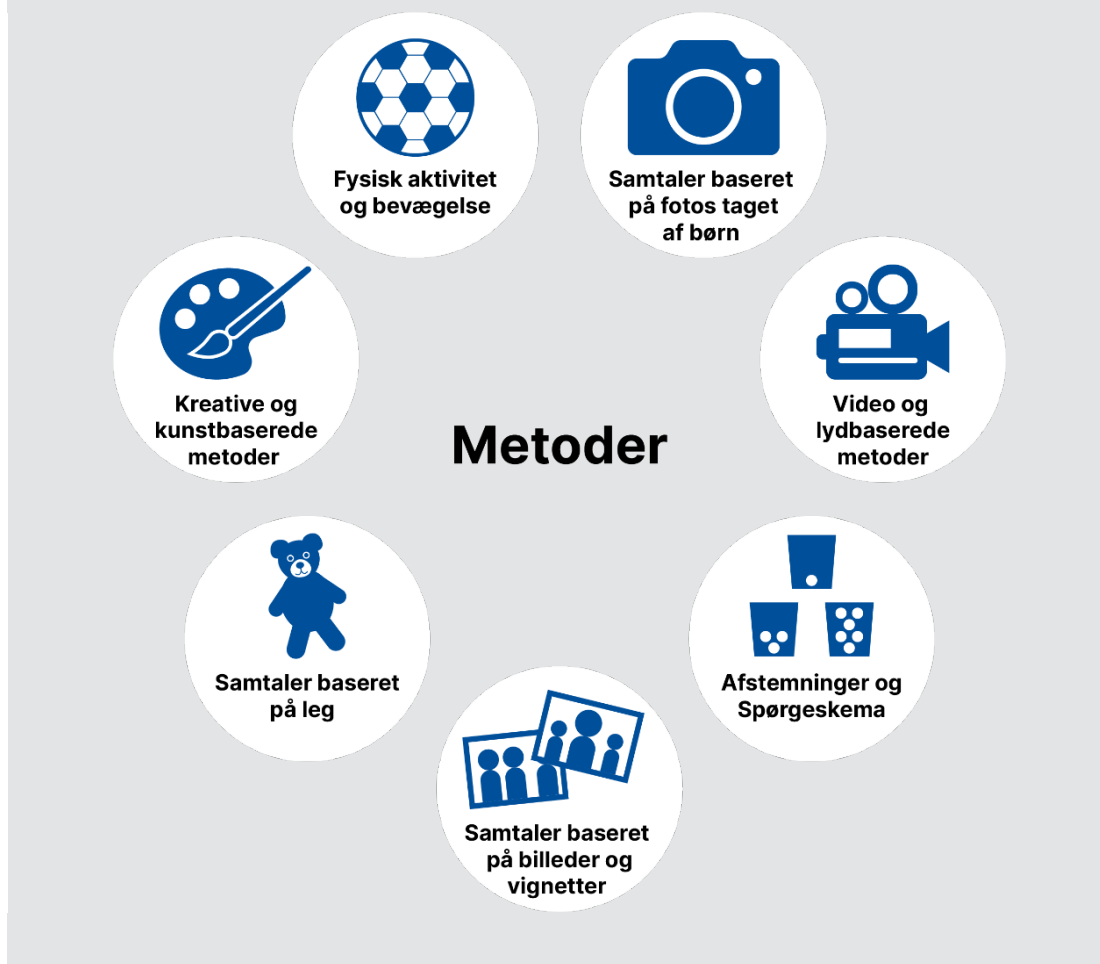 Fysisk aktivitet
og bevægelse
Samtaler baseret
på fotos taget
af børn
Kreative og
kunstbaserede
metoder
Video og
lydbaserede
metoder
Metoder
Samtaler baseret
på leg
Afstemninger og
Spørgeskema
Samtaler baseret
på billeder og
vignetter